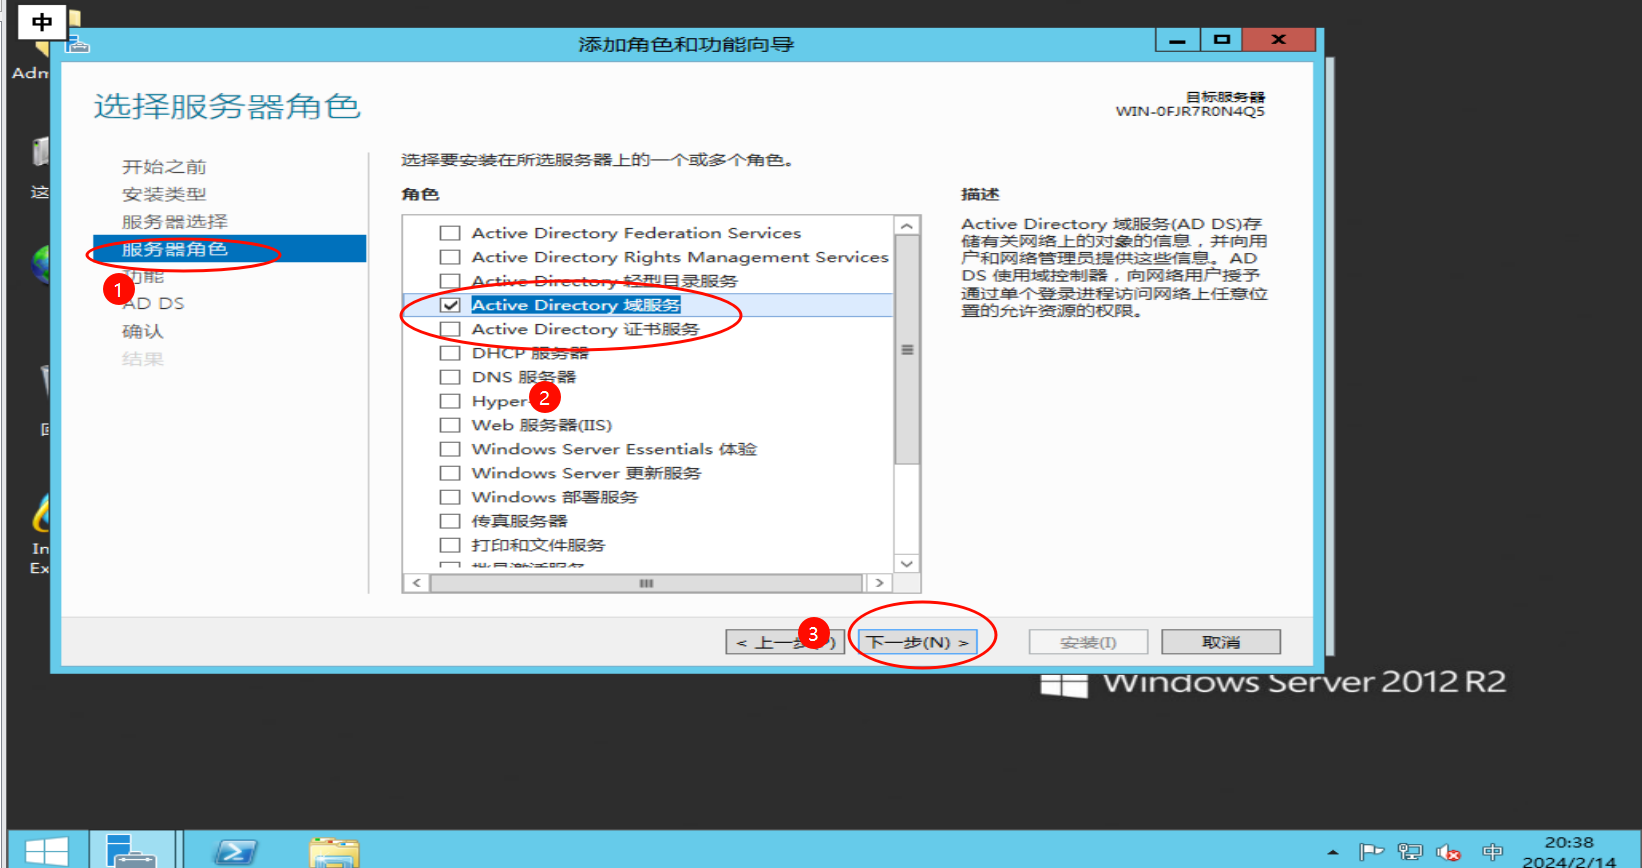 中
添加角色和功能向导
选择服务器角色
目标服务器
WIN-0FJR7R0N4Q5
开始之前
安装类型
服务器选择
服务器角色
功能
AD DS
确认
结果
1
选择要安装在所选服务器上的一个或多个角色。
角色
Active Directory Federation Services
Active Directory Rights Management Services
Active Directory 轻型目录服务
Active Directory 域服务
Active Directory 证书服务
DHCP 服务器
DNS 服务器
Hyper-
2
Web 服务器(IIS)
Windows Server Essentials 体验
Windows Server 更新服务
Windows 部署服务
传真服务器
打印和文件服务
描述
Active Directory 域服务(AD DS)存
储有关网络上的对象的信息，并向用
户和网络管理员提供这些信息。AD
DS 使用域控制器，向网络用户授予
通过单个登录进程访问网络上任意位
置的允许资源的权限。
< 上一步(P)
3
下一步(N) >
安装(I)
取消
Adm
这
In
Ex
Windows Server 2012 R2
中
20:38
2024/2/14